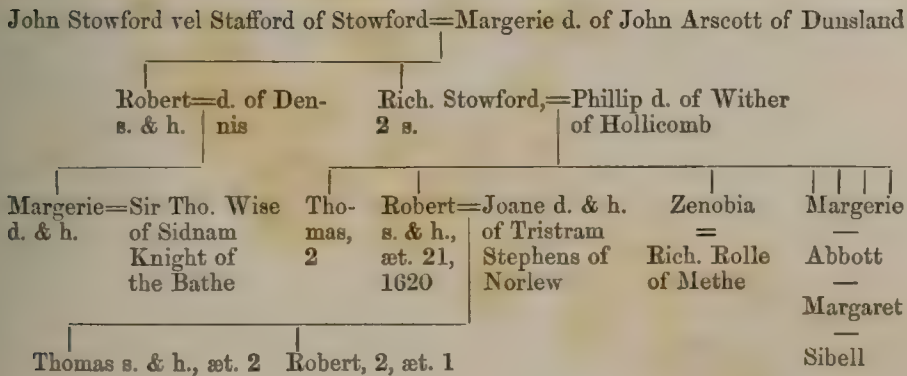 John Stowford vel Stafford of Stowford=Margerie d. of John Arscott of Dunsland
Robert=d. of Den-
s. & h. nis
Rich. Stowford,=Phillip d. of Wither
2 s. of Hollicomb
Margerie=Sir Tho. Wise
d. & h. of Sidnam
Knight of
the Bathe
Tho-
mas,
2
Robert=Joane d. & h.
s. & h., of Tristram
æt. 21, Stephens of
1620 Norlew
Zenobia
=
Rich. Rolle
of Methe
Margerie
—
Abbott
—
Margaret
—
Sibell
Thomas s. & h., æt. 2 Robert, 2, æt. 1